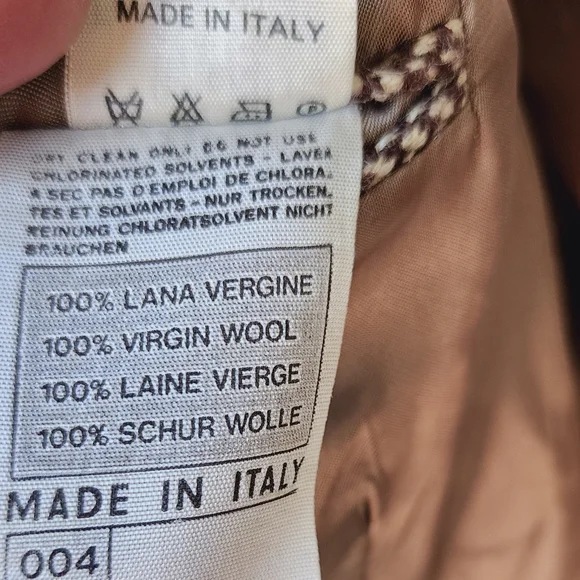 MADE IN ITALY
DRY CLEAN ONLY DO NOT USE
CHLORINATED SOLVENTS - LAVER
A SEC PAS D'EMPLOI DE CHLORA-
TES ET SOLVANTS - NUR TROCKEN.
REINUNG CHLORATSOLVENT NICHT
BRAUCHEN
100% LANA VERGINE
100% VIRGIN WOOL
100% LAINE VIERGE
100% SCHUR WOLLE
MADE IN ITALY
004